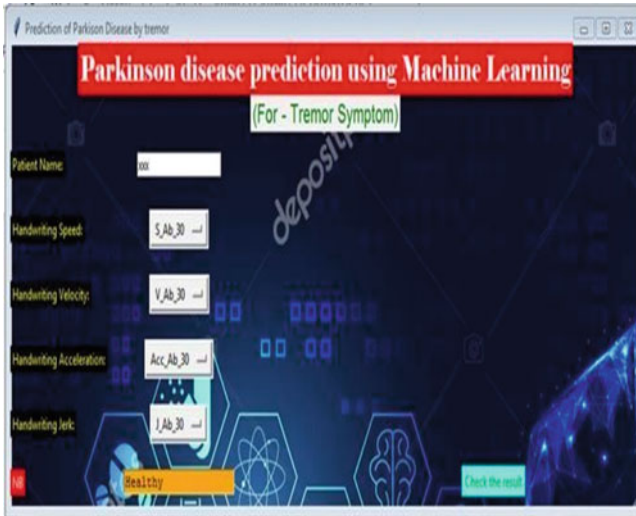 Prediction of Parkison Disease by tremor
Parkinson disease prediction using Machine Learning
(For - Tremor Symptom)
Patient Name: xxx
Handwriting Speed: S_Ab_30
Handwriting Velocity: V_Ab_30
Handwriting Acceleration: Acc_Ab_30
Handwriting Jerk: J_Ab_30
NB Healthy Check the result